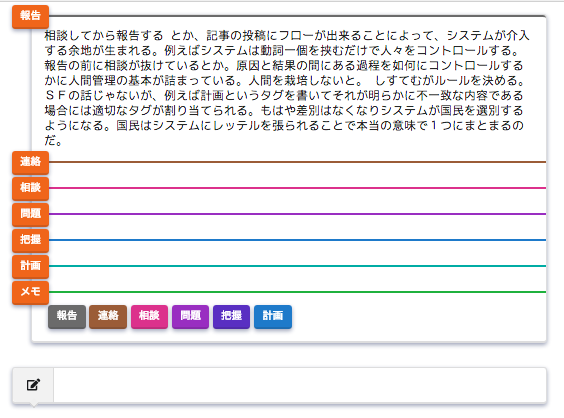 報告
相談してから報告する とか、記事の投稿にフローが出来ることによって、システムが介入
する余地が生まれる。例えばシステムは動詞一個を挟むだけで人々をコントロールする。
報告の前に相談が抜けているとか。原因と結果の間にある過程を如何にコントロールする
かに人間管理の基本が詰まっている。人間を栽培しないと。 しすてむがルールを決める。
ＳＦの話じゃないが、例えば計画というタグを書いてそれが明らかに不一致な内容である
場合には適切なタグが割り当てられる。もはや差別はなくなりシステムが国民を選別する
ようになる。国民はシステムにレッテルを張られることで本当の意味で１つにまとまるの
だ。
連絡
相談
問題
把握
計画
メモ
報告 連絡 相談 問題 把握 計画